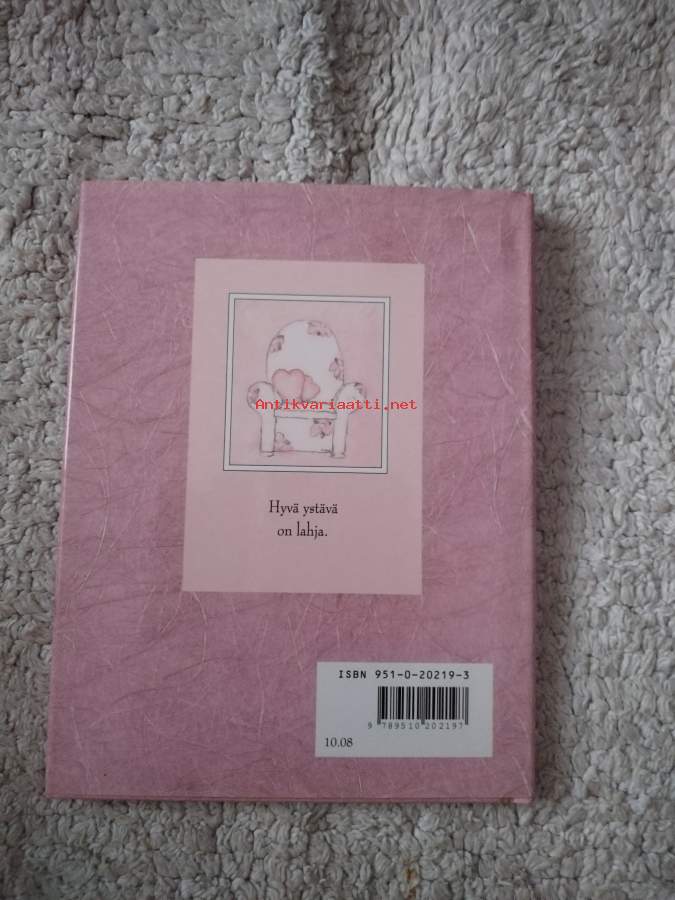 Antikvariaatti.net
Hyvä ystävä
on lahja.
ISBN 951-0-20219-3
9 789510 202197
10.08